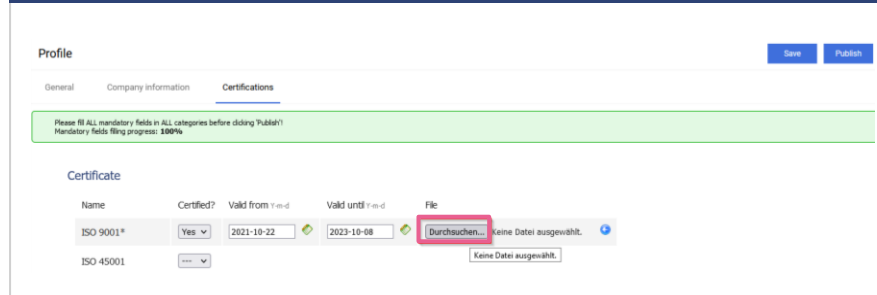 Profile
Save Publish
General Company information Certifications
Please fill ALL mandatory fields in ALL categories before clicking 'Publish'!
Mandatory fields filling progress: 100%
Certificate
Name Certified? Valid from Y-m-d Valid until Y-m-d File
ISO 9001* Yes 2021-10-22 2023-10-08 Durchsuchen... Keine Datei ausgewählt.
Keine Datei ausgewählt.
ISO 45001 ---